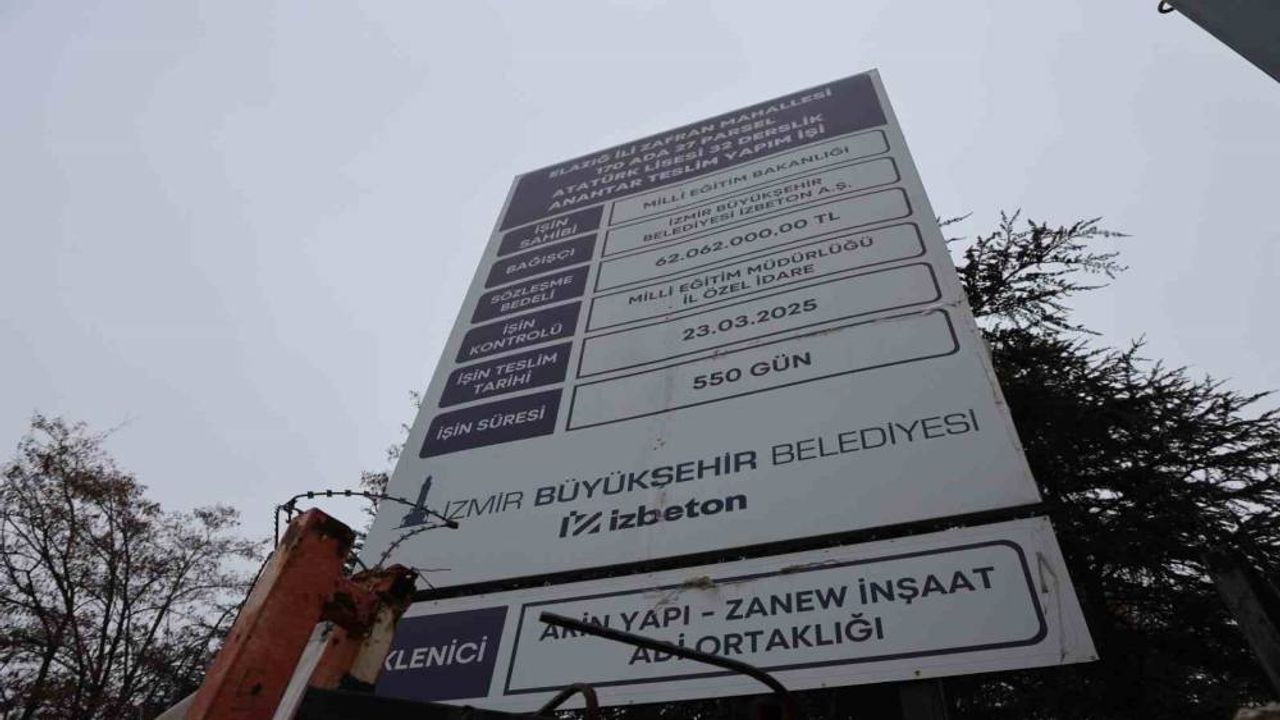 ELAZIĞ İLİ ZAFRAN MAHALLESİ
170 ADA 27 PARSEL
ATATÜRK LİSESİ 32 DERSLİK
ANAHTAR TESLİM YAPIM İŞİ
İŞİN SAHİBİ
MİLLİ EĞİTİM BAKANLIĞI
BAĞIŞÇI
İZMİR BÜYÜKŞEHİR
BELEDİYESİ İZBETON A.Ş.
SÖZLEŞME BEDELİ
62.062.000,00 TL
İŞİN KONTROLÜ
MİLLİ EĞİTİM MÜDÜRLÜĞÜ
İL ÖZEL İDARE
İŞİN TESLİM TARİHİ
23.03.2025
İŞİN SÜRESİ
550 GÜN
İZMİR BÜYÜKŞEHİR BELEDİYESİ
izbeton
KLENİCİ
AKIN YAPI - ZANEW İNŞAAT
ADİ ORTAKLIĞI